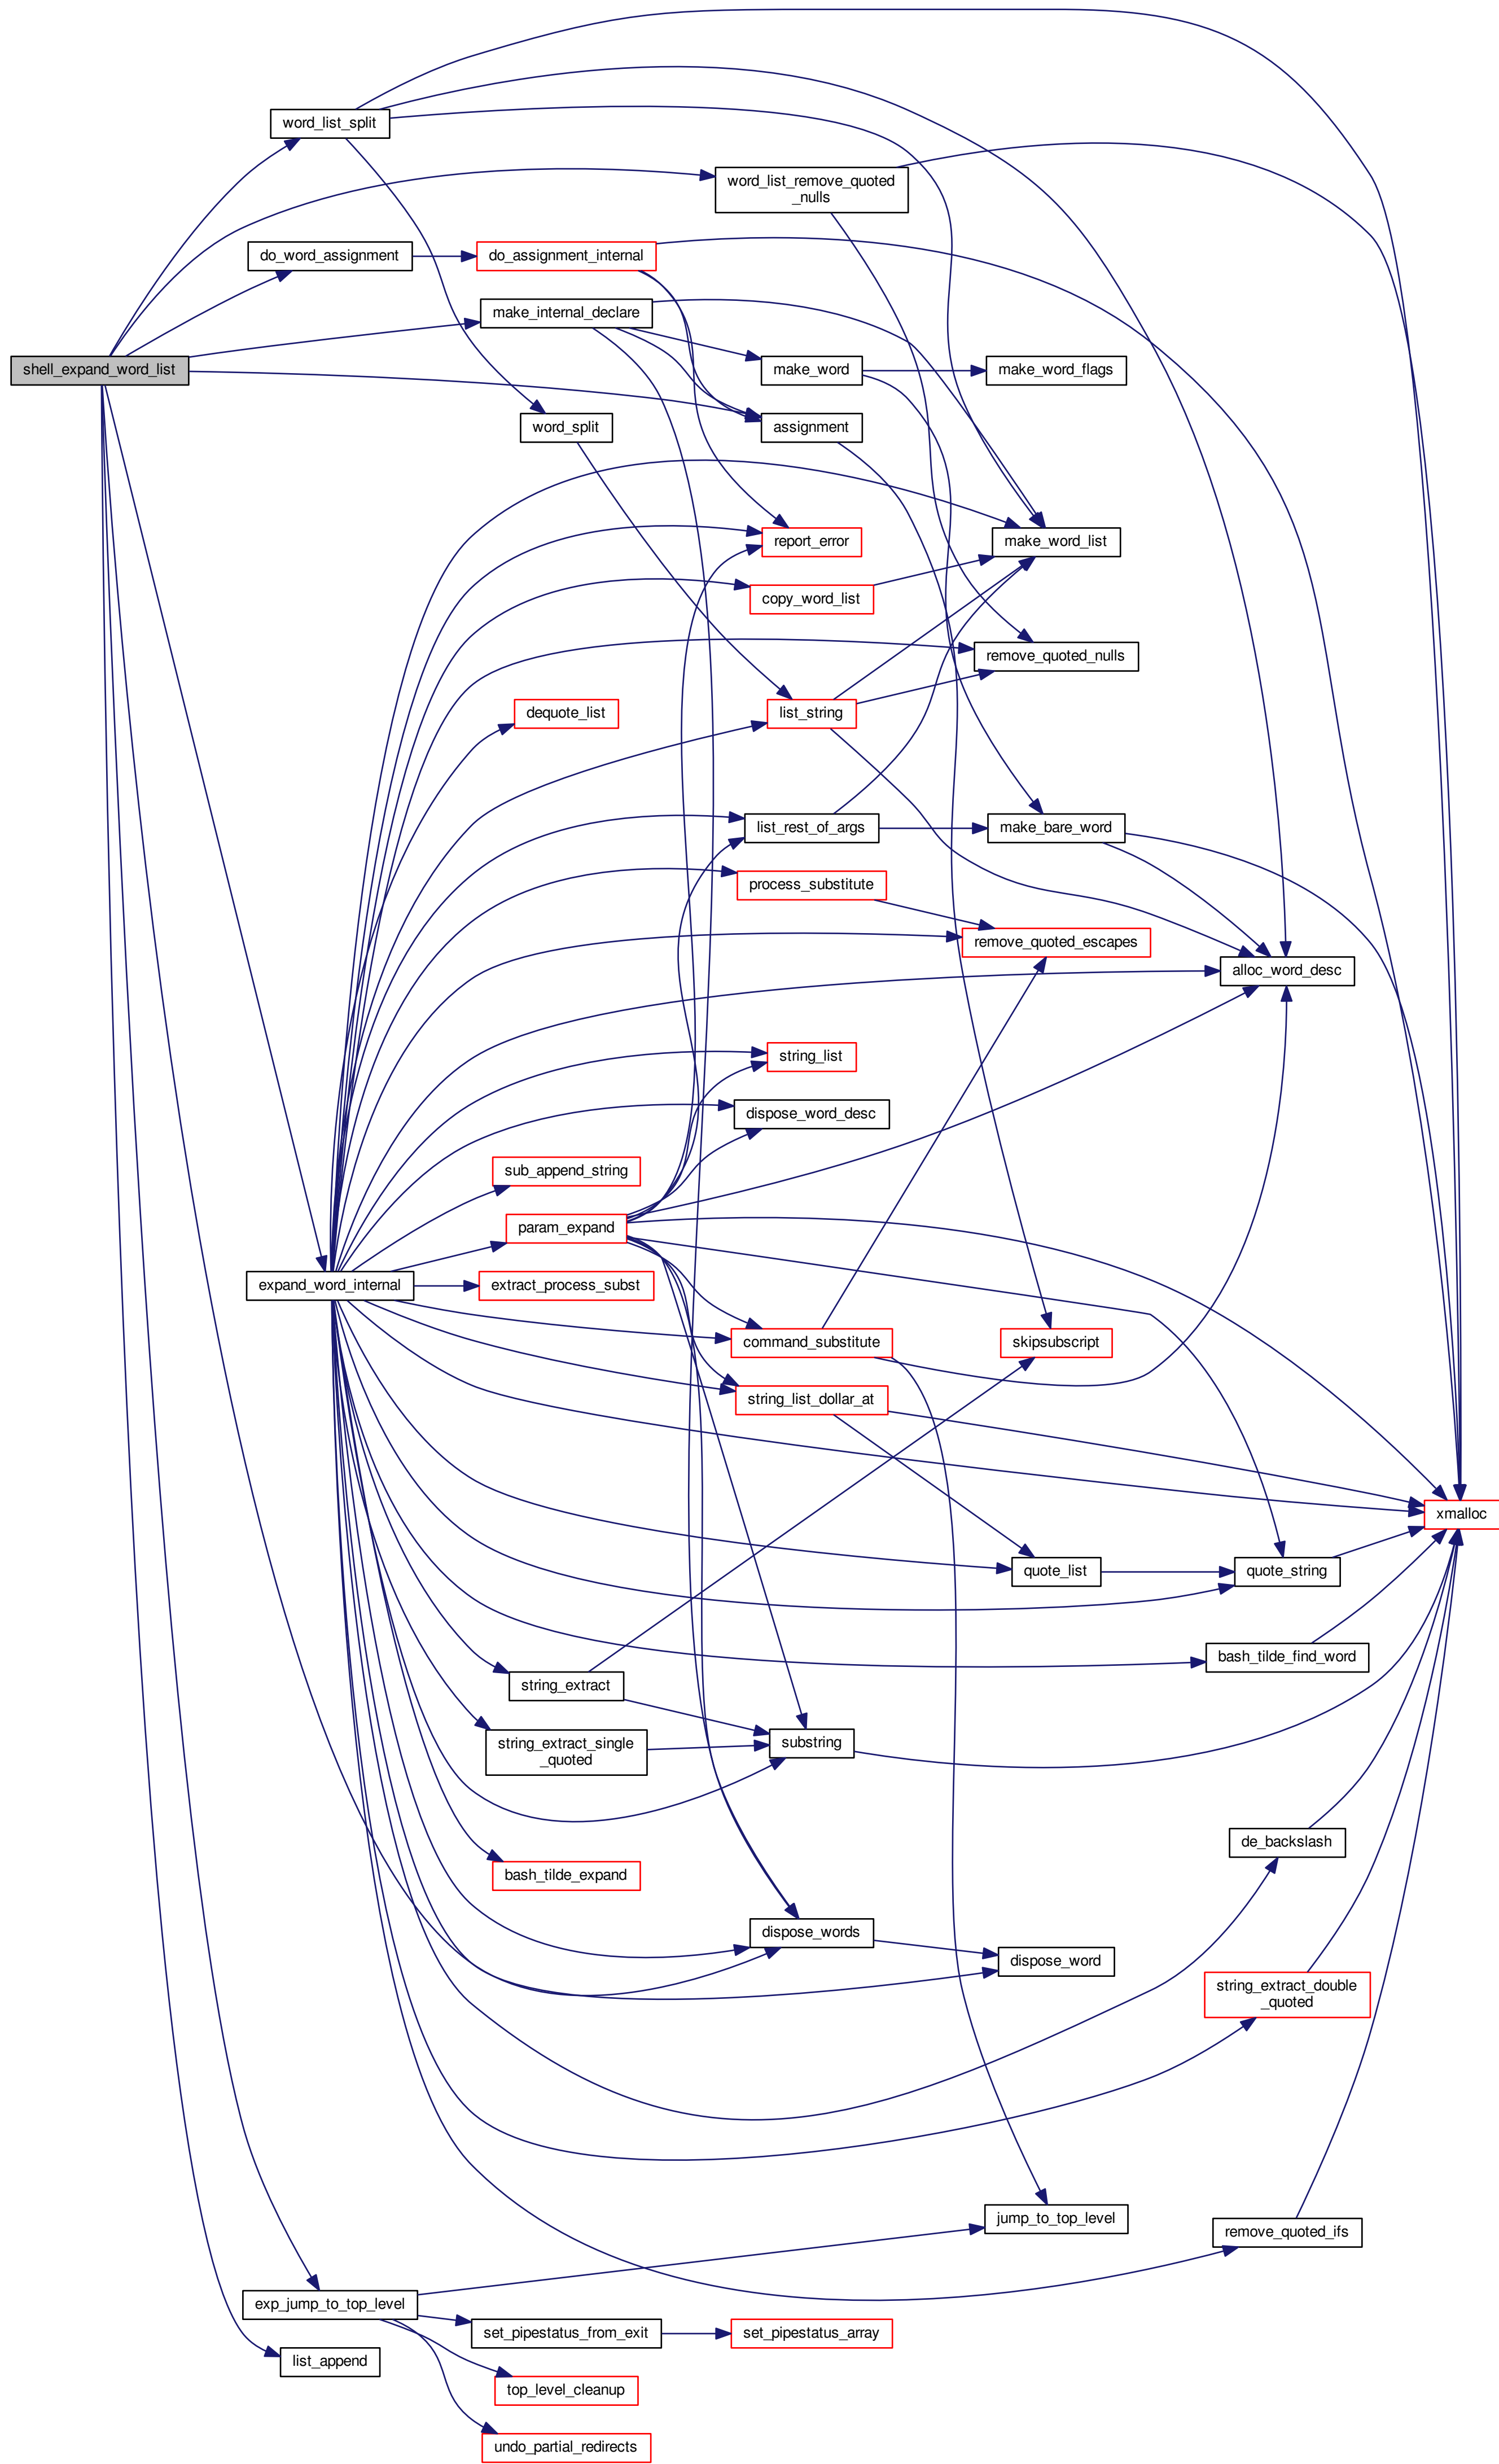 word_list_split
word_list_remove_quoted
_nulls
do_word_assignment
do_assignment_internal
make_internal_declare
shell_expand_word_list
make_word
make_word_flags
word_split
assignment
report_error
make_word_list
copy_word_list
remove_quoted_nulls
dequote_list
list_string
list_rest_of_args
make_bare_word
process_substitute
remove_quoted_escapes
alloc_word_desc
string_list
dispose_word_desc
sub_append_string
param_expand
expand_word_internal
extract_process_subst
command_substitute
skipsubscript
string_list_dollar_at
xmalloc
quote_list
quote_string
bash_tilde_find_word
string_extract
string_extract_single
_quoted
substring
de_backslash
bash_tilde_expand
dispose_words
dispose_word
string_extract_double
_quoted
jump_to_top_level
remove_quoted_ifs
exp_jump_to_top_level
set_pipestatus_from_exit
set_pipestatus_array
list_append
top_level_cleanup
undo_partial_redirects